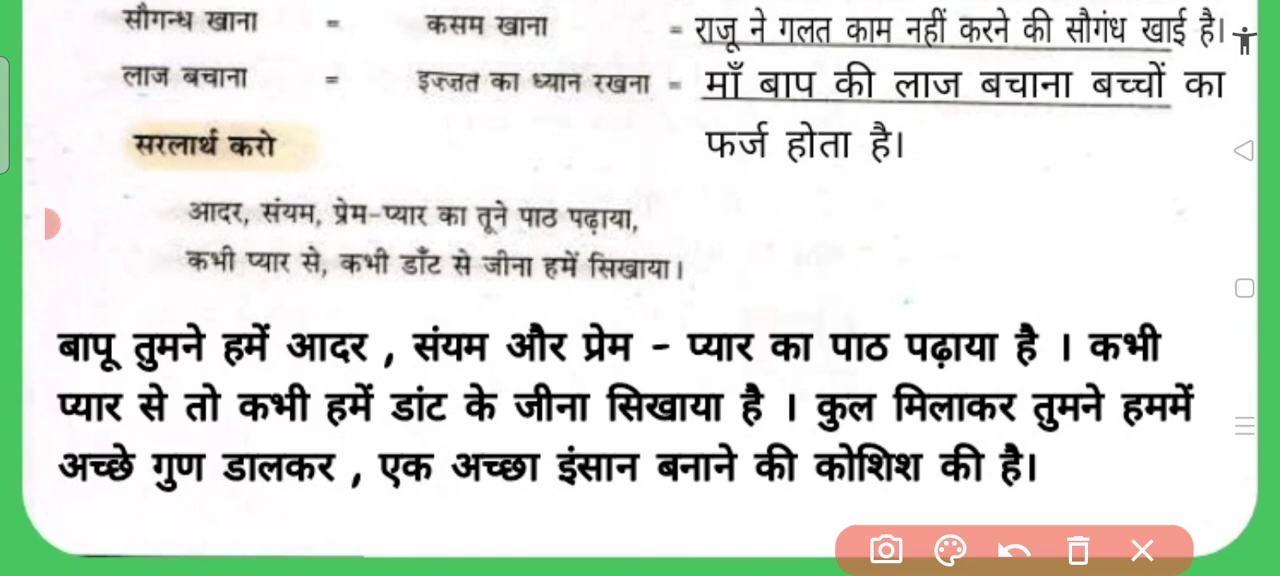 सौगन्ध खाना = कसम खाना = राजू ने गलत काम नहीं करने की सौगंध खाई है।
लाज बचाना = इज्जत का ध्यान रखना = माँ बाप की लाज बचाना बच्चों का
फर्ज होता है।
सरलार्थ करो
आदर, संयम, प्रेम-प्यार का तूने पाठ पढ़ाया,
कभी प्यार से, कभी डाँट से जीना हमें सिखाया।
बापू तुमने हमें आदर , संयम और प्रेम - प्यार का पाठ पढ़ाया है । कभी
प्यार से तो कभी हमें डांट के जीना सिखाया है । कुल मिलाकर तुमने हममें
अच्छे गुण डालकर , एक अच्छा इंसान बनाने की कोशिश की है।